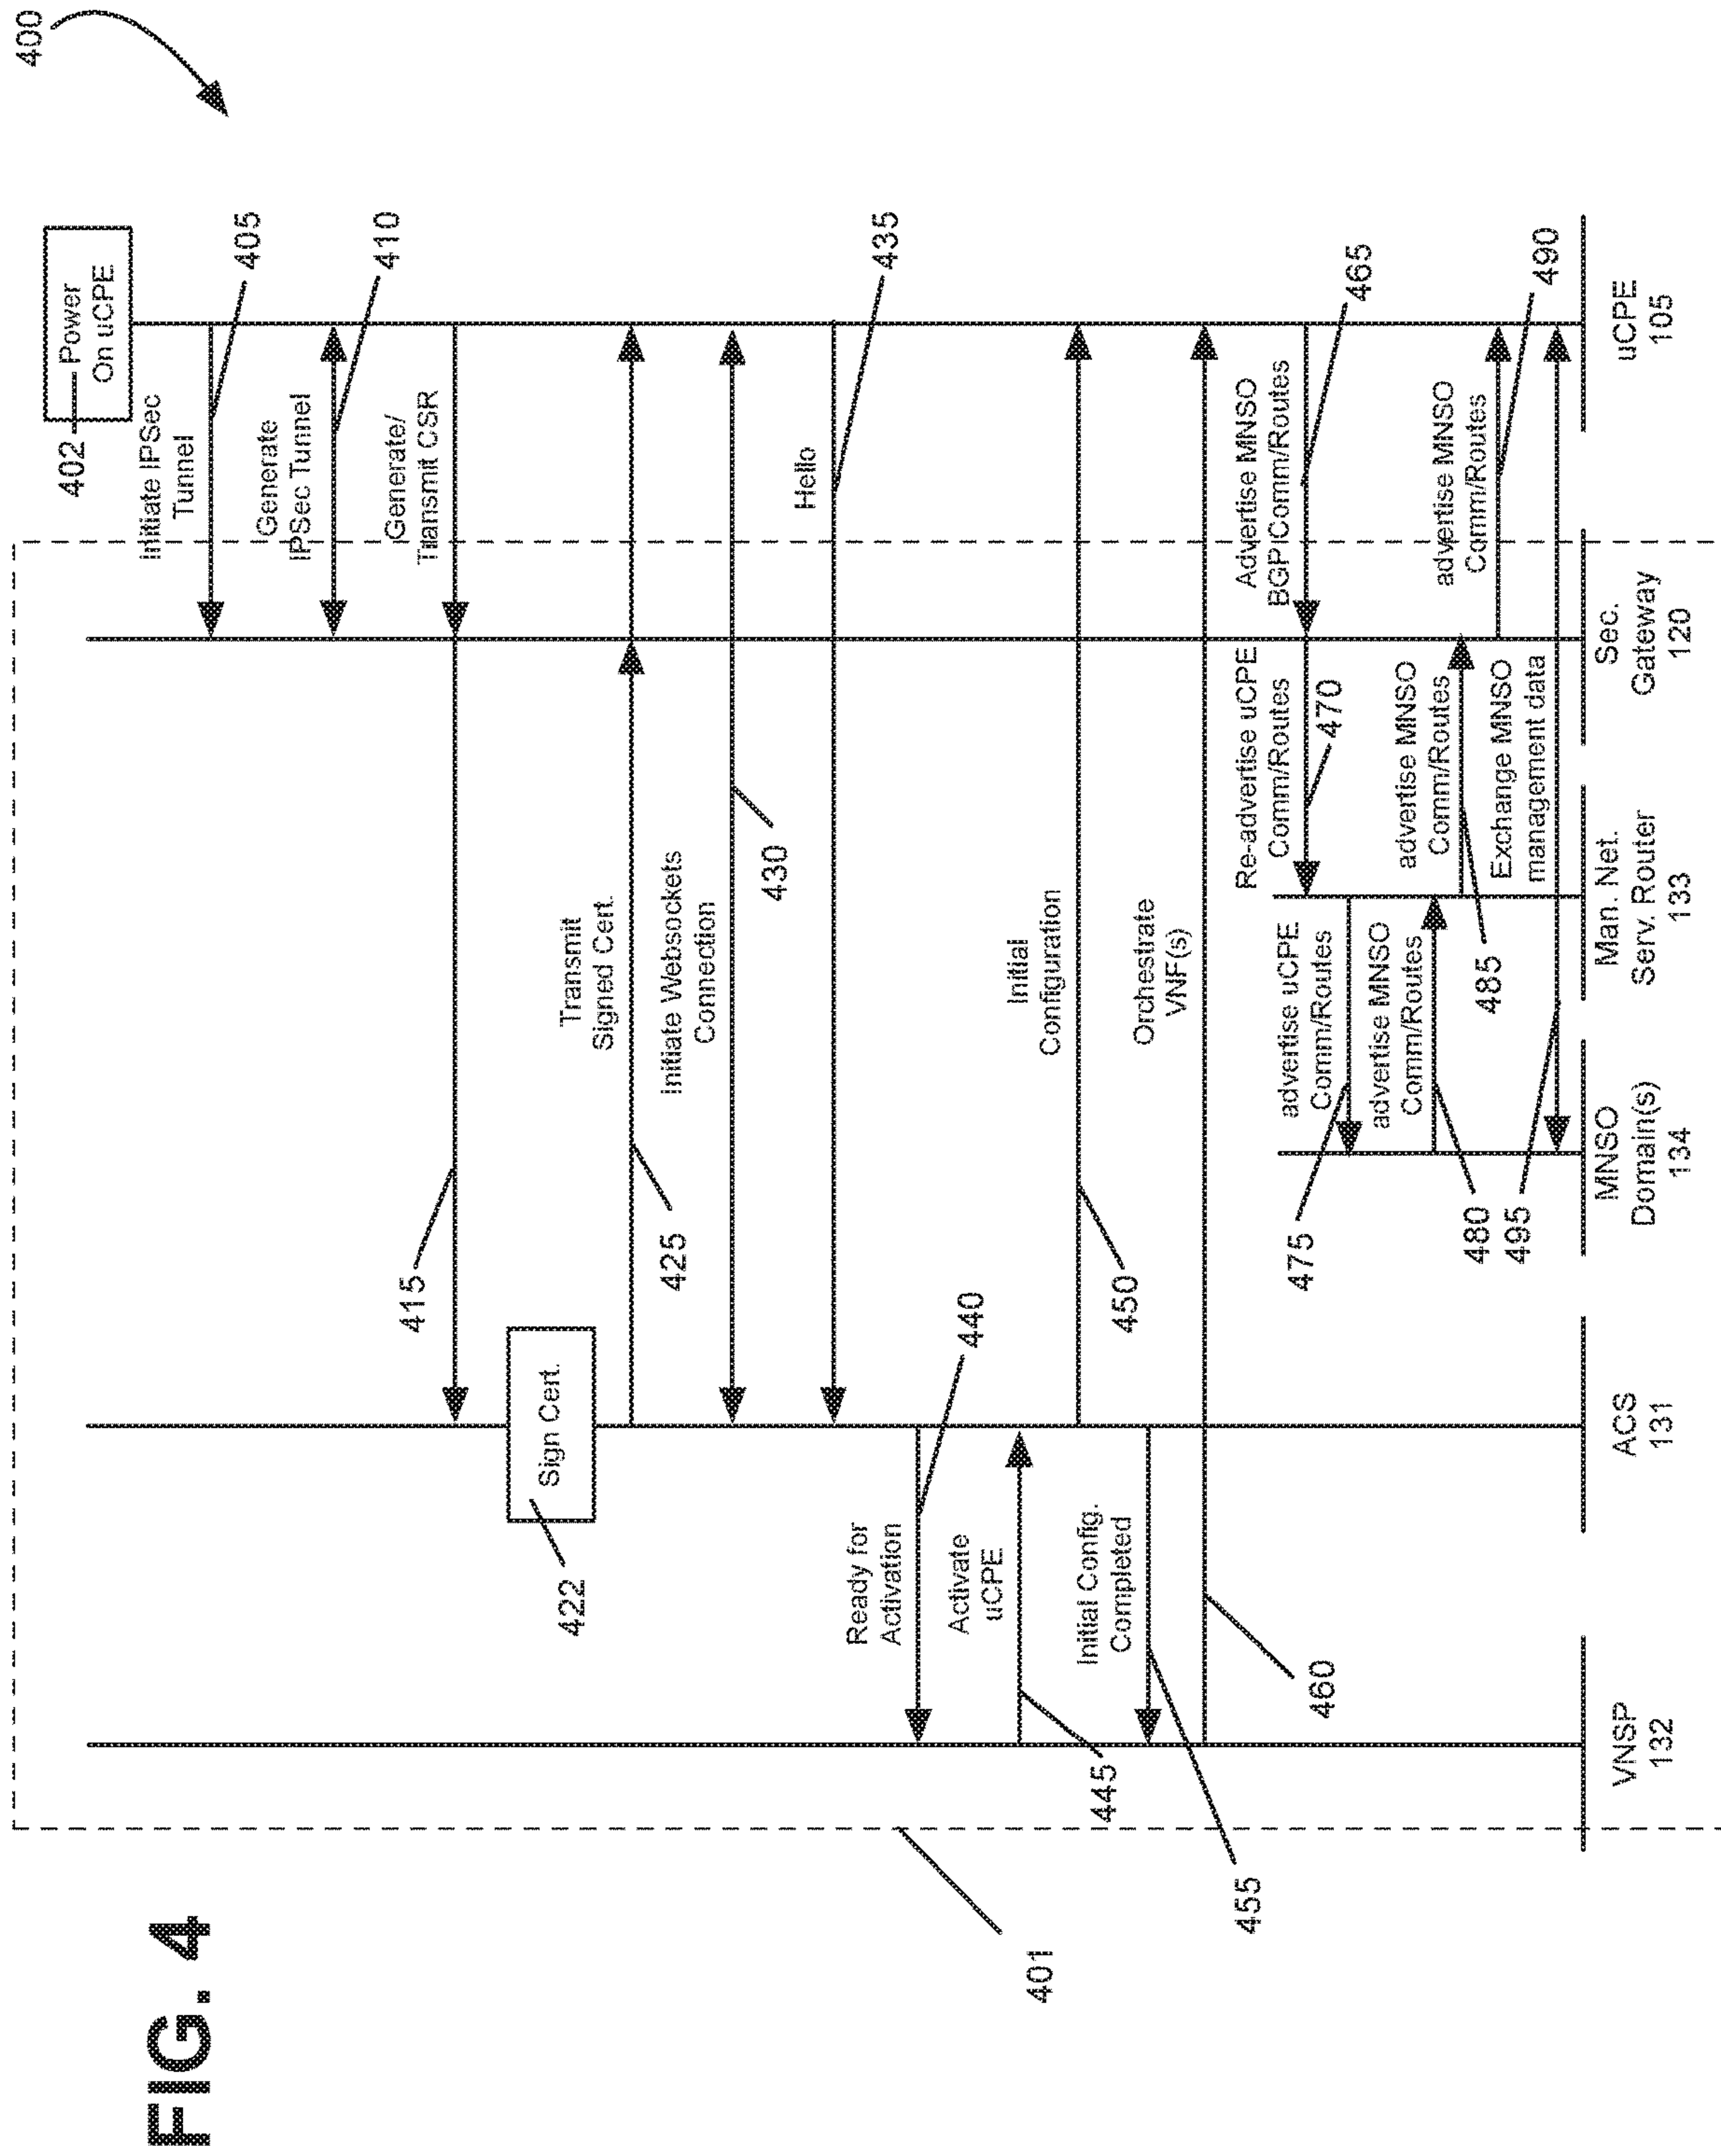 400
402
Power
On uCPE
Initiate IPSec
Tunnel
405
Generate
IPSec Tunnel
410
Generate/
Transmit CSR
415
Sign Cert.
422
Transmit
Signed Cert.
425
Initiate Websockets
Connection
430
Hello
435
Ready for
Activation
440
Activate
uCPE
445
Initial
Configuration
450
Initial Config.
Completed
455
Orchestrate
VNF(s)
460
Advertise MNSO
BGP Comm/Routes
465
Re-advertise uCPE
Comm/Routes
470
advertise uCPE
Comm/Routes
475
advertise MNSO
Comm/Routes
480
advertise MNSO
Comm/Routes
485
advertise MNSO
Comm/Routes
490
Exchange MNSO
management data
495
VNSP
132
ACS
131
MNSO
Domain(s)
134
Man. Net.
Serv. Router
133
Sec.
Gateway
120
uCPE
105
401
FIG. 4